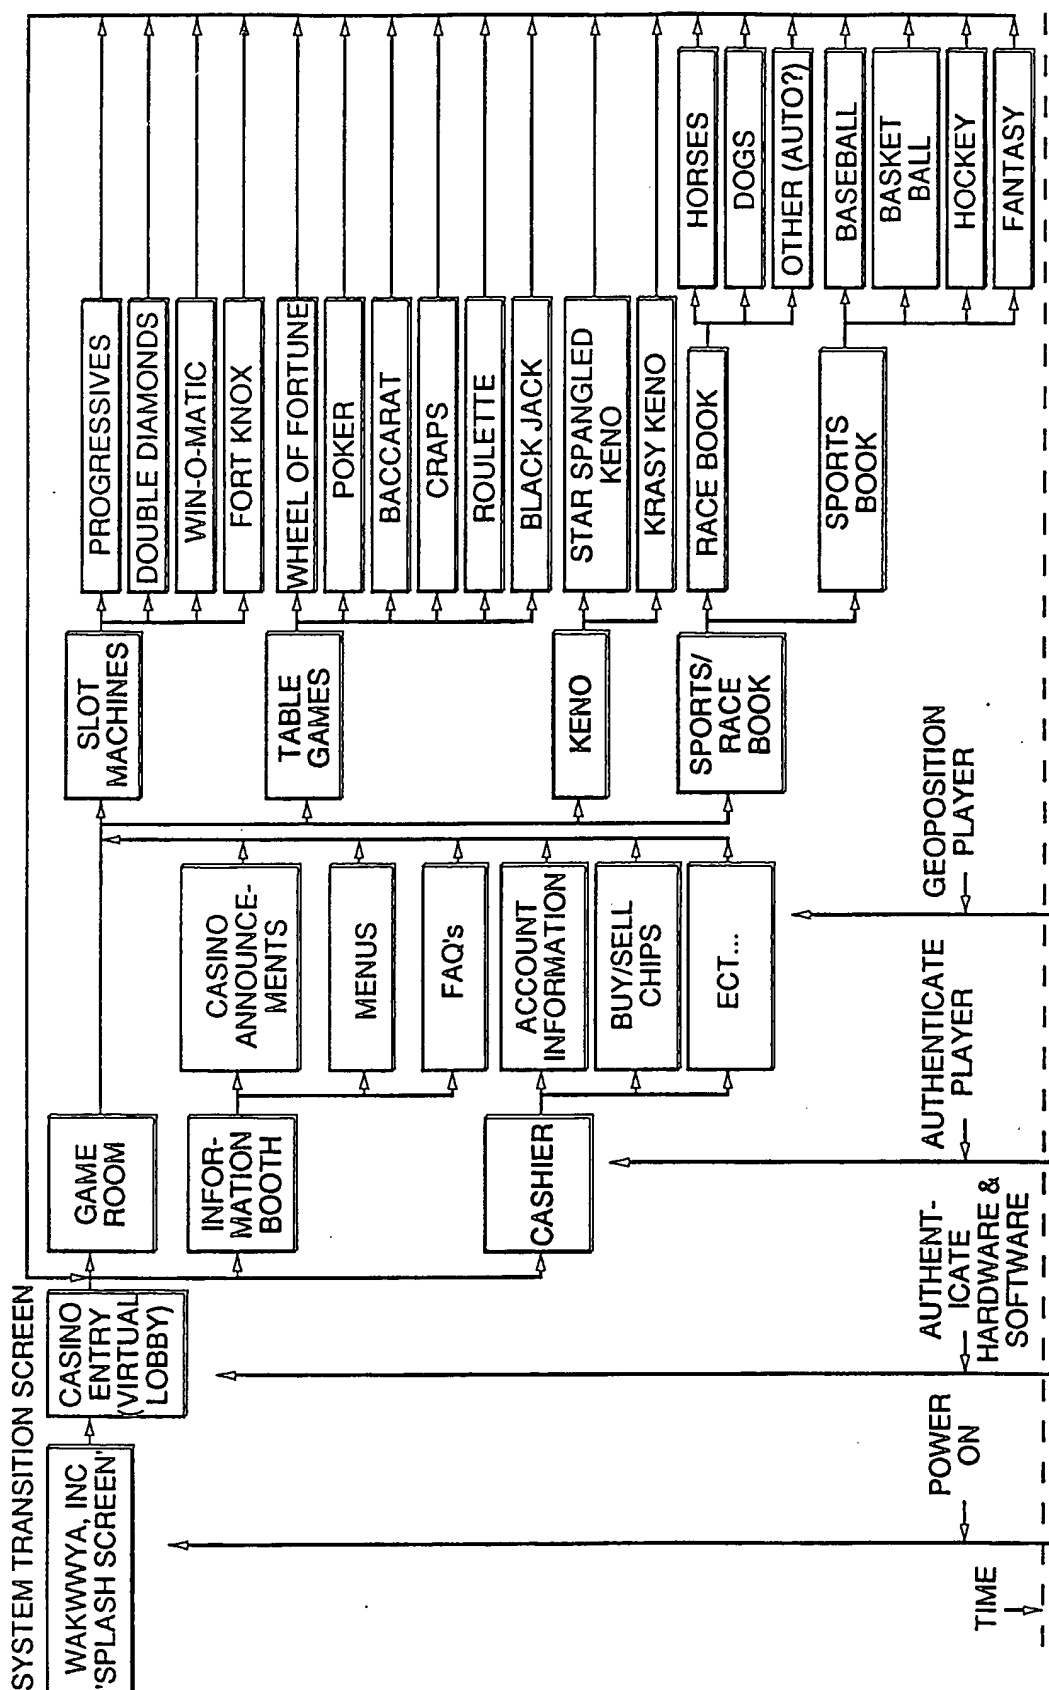 SYSTEM TRANSITION SCREEN
WAKWWYA, INC
'SPLASH SCREEN'
CASINO
ENTRY
(VIRTUAL
LOBBY)
GAME
ROOM
INFOR-
MATION
BOOTH
CASHIER
CASINO
ANNOUNCE-
MENTS
MENUS
FAQ's
ACCOUNT
INFORMATION
BUY/SELL
CHIPS
ECT...
SLOT
MACHINES
TABLE
GAMES
KENO
SPORTS/
RACE
BOOK
PROGRESSIVES
DOUBLE DIAMONDS
WIN-O-MATIC
FORT KNOX
WHEEL OF FORTUNE
POKER
BACCARAT
CRAPS
ROULETTE
BLACK JACK
STAR SPANGLED
KENO
KRASY KENO
RACE BOOK
SPORTS
BOOK
HORSES
DOGS
OTHER (AUTO?)
BASEBALL
BASKET
BALL
HOCKEY
FANTASY
TIME
POWER
ON
AUTHENT-
ICATE
HARDWARE &
SOFTWARE
AUTHENTICATE
PLAYER
GEOPOSITION
PLAYER